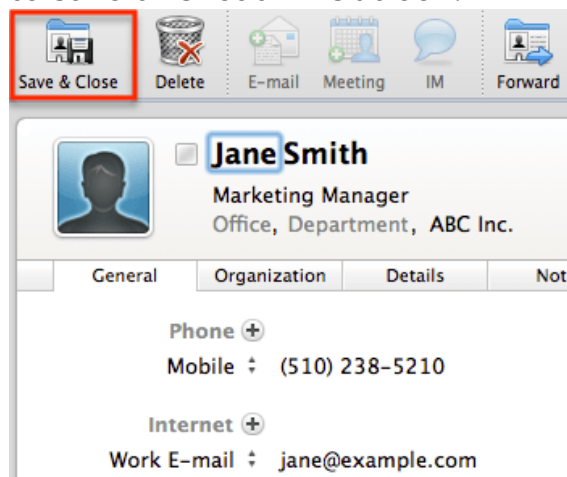 Save & Close Delete E-mail Meeting IM Forward
Jane Smith
Marketing Manager
Office, Department, ABC Inc.
General Organization Details Not
Phone
Mobile (510) 238-5210
Internet
Work E-mail jane@example.com